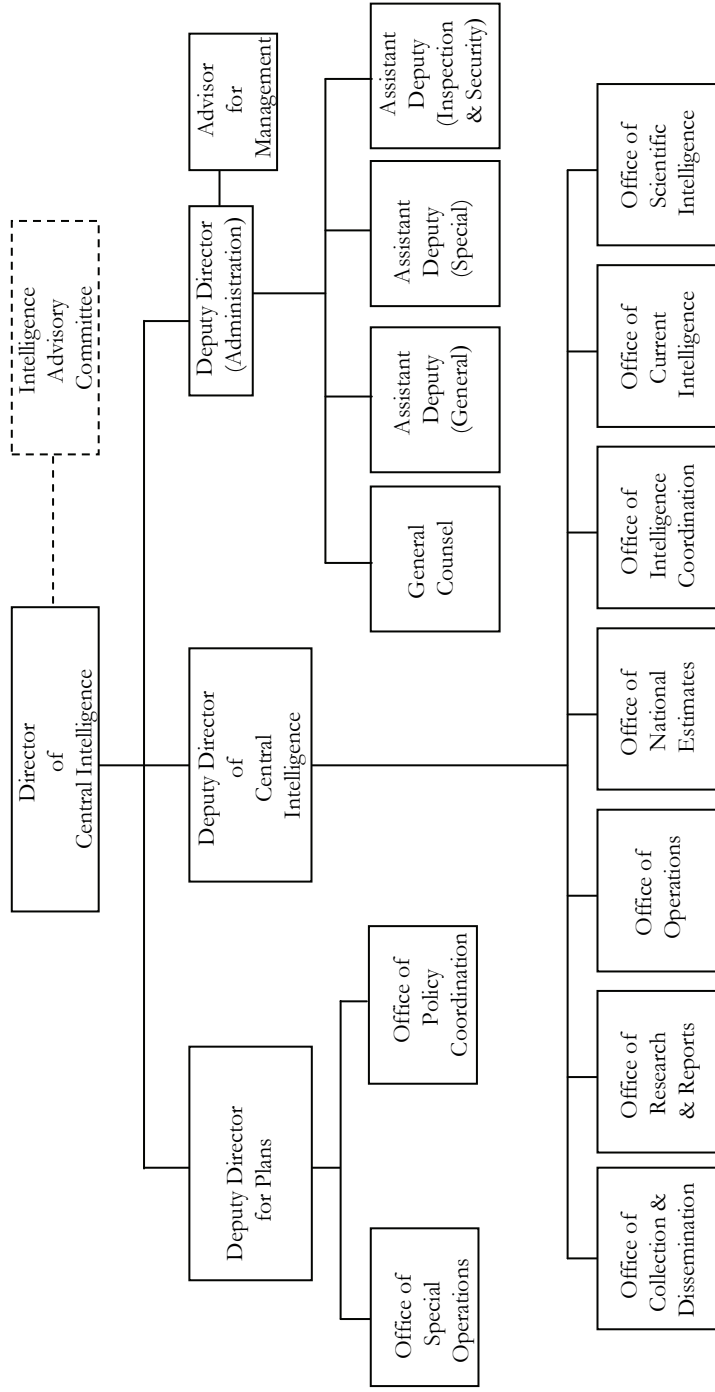 Director
of
Central Intelligence
Intelligence
Advisory
Committee
Deputy Director
for Plans
Deputy Director
of
Central
Intelligence
Deputy Director
(Administration)
Advisor
for
Management
Office of
Special
Operations
Office of
Policy
Coordination
General
Counsel
Assistant
Deputy
(General)
Assistant
Deputy
(Special)
Assistant
Deputy
(Inspection
& Security)
Office of
Collection &
Dissemination
Office of
Research
& Reports
Office of
Operations
Office of
National
Estimates
Office of
Intelligence
Coordination
Office of
Current
Intelligence
Office of
Scientific
Intelligence